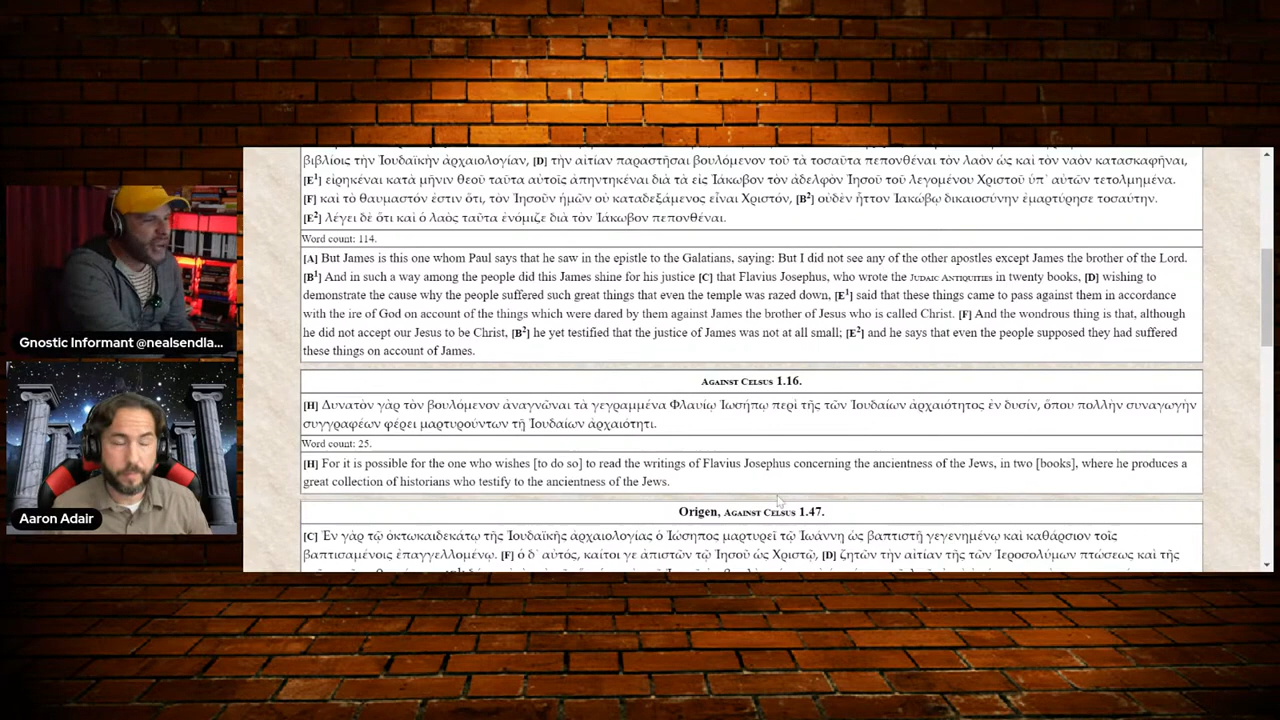 βιβλίοις τὴν Ἰουδαϊκὴν ἀρχαιολογίαν, [D] τὴν αἰτίαν παραστῆσαι βουλόμενον τοῦ τὰ τοσαῦτα πεπονθέναι τὸν λαὸν ὡς καὶ τὸν ναὸν κατασκαφῆναι,
[E¹] εἰρηκέναι κατὰ μῆνιν θεοῦ ταῦτα αὐτοῖς ἀπηντηκέναι διὰ τὰ εἰς Ἰάκωβον τὸν ἀδελφὸν Ἰησοῦ τοῦ λεγομένου Χριστοῦ ὑπ᾽ αὐτῶν τετολμημένα.
[F] καὶ τὸ θαυμαστόν ἐστιν ὅτι, τὸν Ἰησοῦν ἡμῶν οὐ καταδεξάμενος εἶναι Χριστόν, [B²] οὐδὲν ἧττον Ἰακώβῳ δικαιοσύνην ἐμαρτύρησε τοσαύτην.
[E²] λέγει δὲ ὅτι καὶ ὁ λαὸς ταῦτα ἐνόμιζε διὰ τὸν Ἰάκωβον πεπονθέναι.
Word count: 114.
[A] But James is this one whom Paul says that he saw in the epistle to the Galatians, saying: But I did not see any of the other apostles except James the brother of the Lord.
[B¹] And in such a way among the people did this James shine for his justice [C] that Flavius Josephus, who wrote the Judaic Antiquities in twenty books, [D] wishing to
demonstrate the cause why the people suffered such great things that even the temple was razed down, [E¹] said that these things came to pass against them in accordance
with the ire of God on account of the things which were dared by them against James the brother of Jesus who is called Christ. [F] And the wondrous thing is that, although
he did not accept our Jesus to be Christ, [B²] he yet testified that the justice of James was not at all small; [E²] and he says that even the people supposed they had suffered
these things on account of James.
Against Celsus 1.16.
[H] Δυνατὸν γὰρ τὸν βουλόμενον ἀναγνῶναι τὰ γεγραμμένα Φλαυίῳ Ἰωσήπῳ περὶ τῆς τῶν Ἰουδαίων ἀρχαιότητος ἐν δυσίν, ὅπου πολλὴν συναγωγὴν
συγγραφέων φέρει μαρτυρούντων τῇ Ἰουδαίων ἀρχαιότητι.
Word count: 25.
[H] For it is possible for the one who wishes [to do so] to read the writings of Flavius Josephus concerning the ancientness of the Jews, in two [books], where he produces a
great collection of historians who testify to the ancientness of the Jews.
Origen, Against Celsus 1.47.
[C] Ἐν γὰρ τῷ ὀκτωκαιδεκάτῳ τῆς Ἰουδαϊκῆς ἀρχαιολογίας ὁ Ἰώσηπος μαρτυρεῖ τῷ Ἰωάννῃ ὡς βαπτιστῇ γεγενημένῳ καὶ καθάρσιον τοῖς
βαπτισαμένοις ἐπαγγελλομένῳ. [F] ὁ δ᾽ αὐτός, καίτοι γε ἀπιστῶν τῷ Ἰησοῦ ὡς Χριστῷ, [D] ζητῶν τὴν αἰτίαν τῆς τῶν Ἱεροσολύμων πτώσεως καὶ τῆς
Gnostic Informant @nealsendla...
Aaron Adair